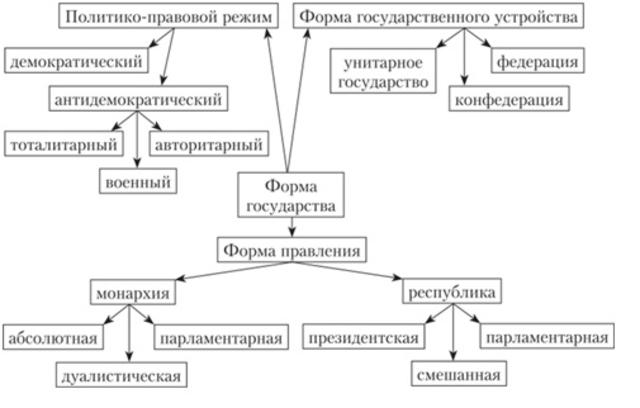 Политико-правовой режим
Форма государственного устройства
демократический
унитарное
государство
федерация
антидемократический
конфедерация
тоталитарный
авторитарный
военный
Форма
государства
Форма правления
монархия
республика
абсолютная
парламентарная
президентская
парламентарная
дуалистическая
смешанная